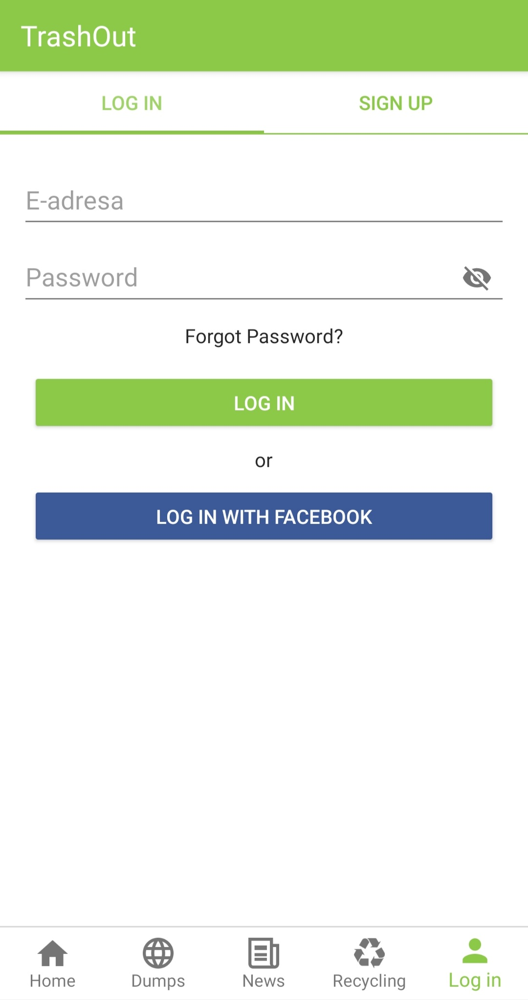 TrashOut
LOG IN
SIGN UP
E-adresa
Password
Forgot Password?
LOG IN
or
LOG IN WITH FACEBOOK
Home
Dumps
News
Recycling
Log in